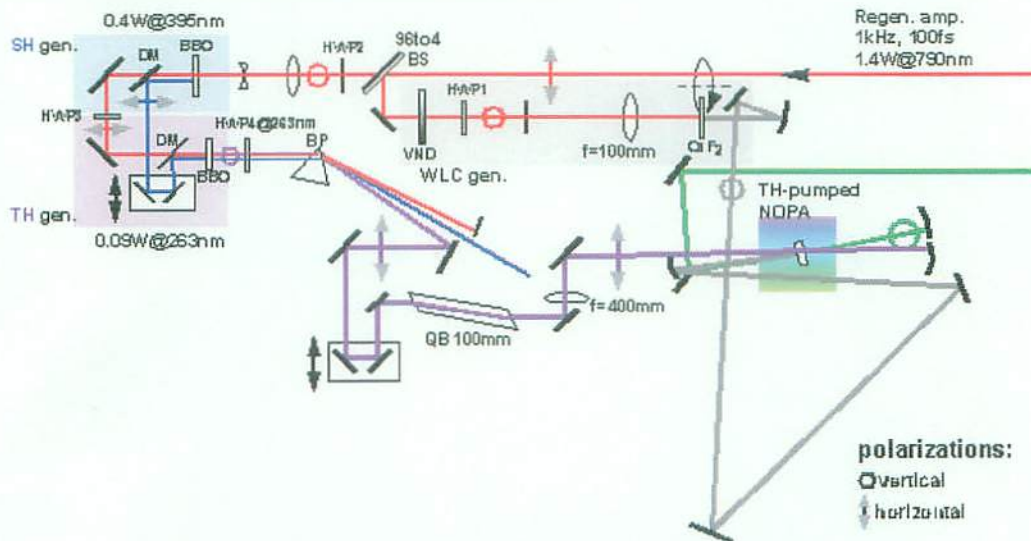 0.4W@395nm
SH gen.
DM
BBO
HWP2
96to4
BS
Regen. amp.
1kHz, 100fs
1.4W@790nm
HWP1
HWP3
DM
HWP4@263nm
BBO
BP
VND
WLC gen.
f=100mm
TH gen.
0.09W@263nm
TH-pumped
NOPA
QB 100mm
f=400mm
polarizations:
vertical
horizontal